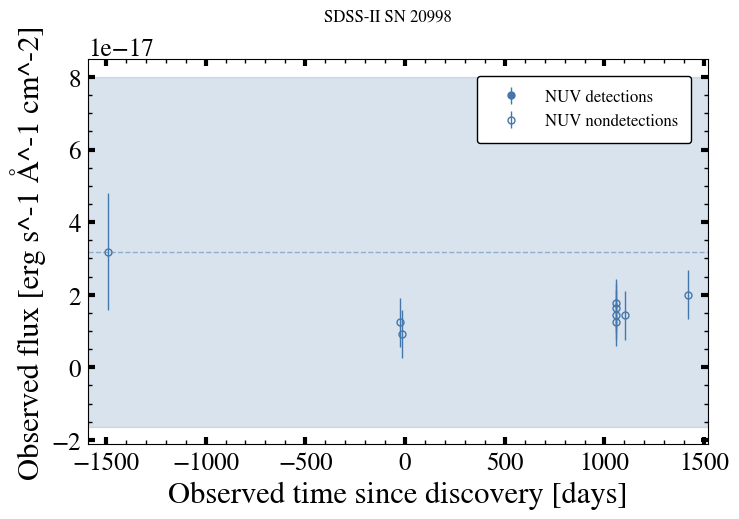 SDSS-II SN 20998
1e−17
NUV detections
NUV nondetections
8
6
4
2
0
−2
−1500 −1000 −500 0 500 1000 1500
Observed time since discovery [days]
Observed flux [erg s^-1 Å^-1 cm^-2]